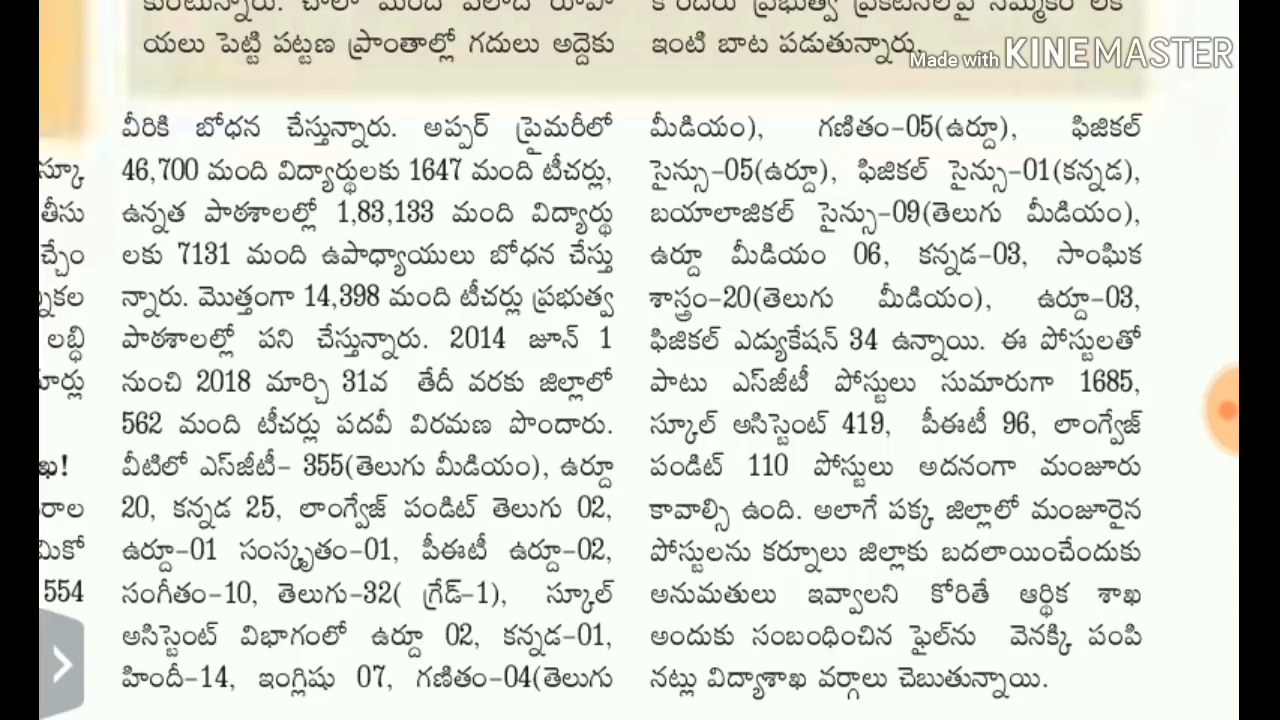 యలు పెట్టి పట్టణ ప్రాంతాల్లో గదులు అద్దెకు
ఇంటి బాట పడుతున్నారు.
Made with KINEMASTER
స్కూ
తీసు
చ్చేం
న్నికల
లబ్ధి
మార్లు
ఖ!
రాల
మికో
554
వీరికి బోధన చేస్తున్నారు. అప్పర్ ప్రైమరీలో
46,700 మంది విద్యార్థులకు 1647 మంది టీచర్లు,
ఉన్నత పాఠశాలల్లో 1,83,133 మంది విద్యార్థు
లకు 7131 మంది ఉపాధ్యాయులు బోధన చేస్తు
న్నారు. మొత్తంగా 14,398 మంది టీచర్లు ప్రభుత్వ
పాఠశాలల్లో పని చేస్తున్నారు. 2014 జూన్ 1
నుంచి 2018 మార్చి 31వ తేదీ వరకు జిల్లాలో
562 మంది టీచర్లు పదవీ విరమణ పొందారు.
వీటిలో ఎస్‌జీటీ- 355(తెలుగు మీడియం), ఉర్దూ
20, కన్నడ 25, లాంగ్వేజ్ పండిట్ తెలుగు 02,
ఉర్దూ-01 సంస్కృతం-01, పీఈటీ ఉర్దూ-02,
సంగీతం-10, తెలుగు-32( గ్రేడ్-1), స్కూల్
అసిస్టెంట్ విభాగంలో ఉర్దూ 02, కన్నడ-01,
హిందీ-14, ఇంగ్లిషు 07, గణితం-04(తెలుగు
మీడియం), గణితం-05(ఉర్దూ), ఫిజికల్
సైన్సు-05(ఉర్దూ), ఫిజికల్ సైన్సు-01(కన్నడ),
బయాలాజికల్ సైన్సు-09(తెలుగు మీడియం),
ఉర్దూ మీడియం 06, కన్నడ-03, సాంఘిక
శాస్త్రం-20(తెలుగు మీడియం), ఉర్దూ-03,
ఫిజికల్ ఎడ్యుకేషన్ 34 ఉన్నాయి. ఈ పోస్టులతో
పాటు ఎస్‌జీటీ పోస్టులు సుమారుగా 1685,
స్కూల్ అసిస్టెంట్ 419, పీఈటీ 96, లాంగ్వేజ్
పండిట్ 110 పోస్టులు అదనంగా మంజూరు
కావాల్సి ఉంది. అలాగే పక్క జిల్లాలో మంజూరైన
పోస్టులను కర్నూలు జిల్లాకు బదలాయించేందుకు
అనుమతులు ఇవ్వాలని కోరితే ఆర్థిక శాఖ
అందుకు సంబంధించిన ఫైల్‌ను వెనక్కి పంపి
నట్లు విద్యాశాఖ వర్గాలు చెబుతున్నాయి.